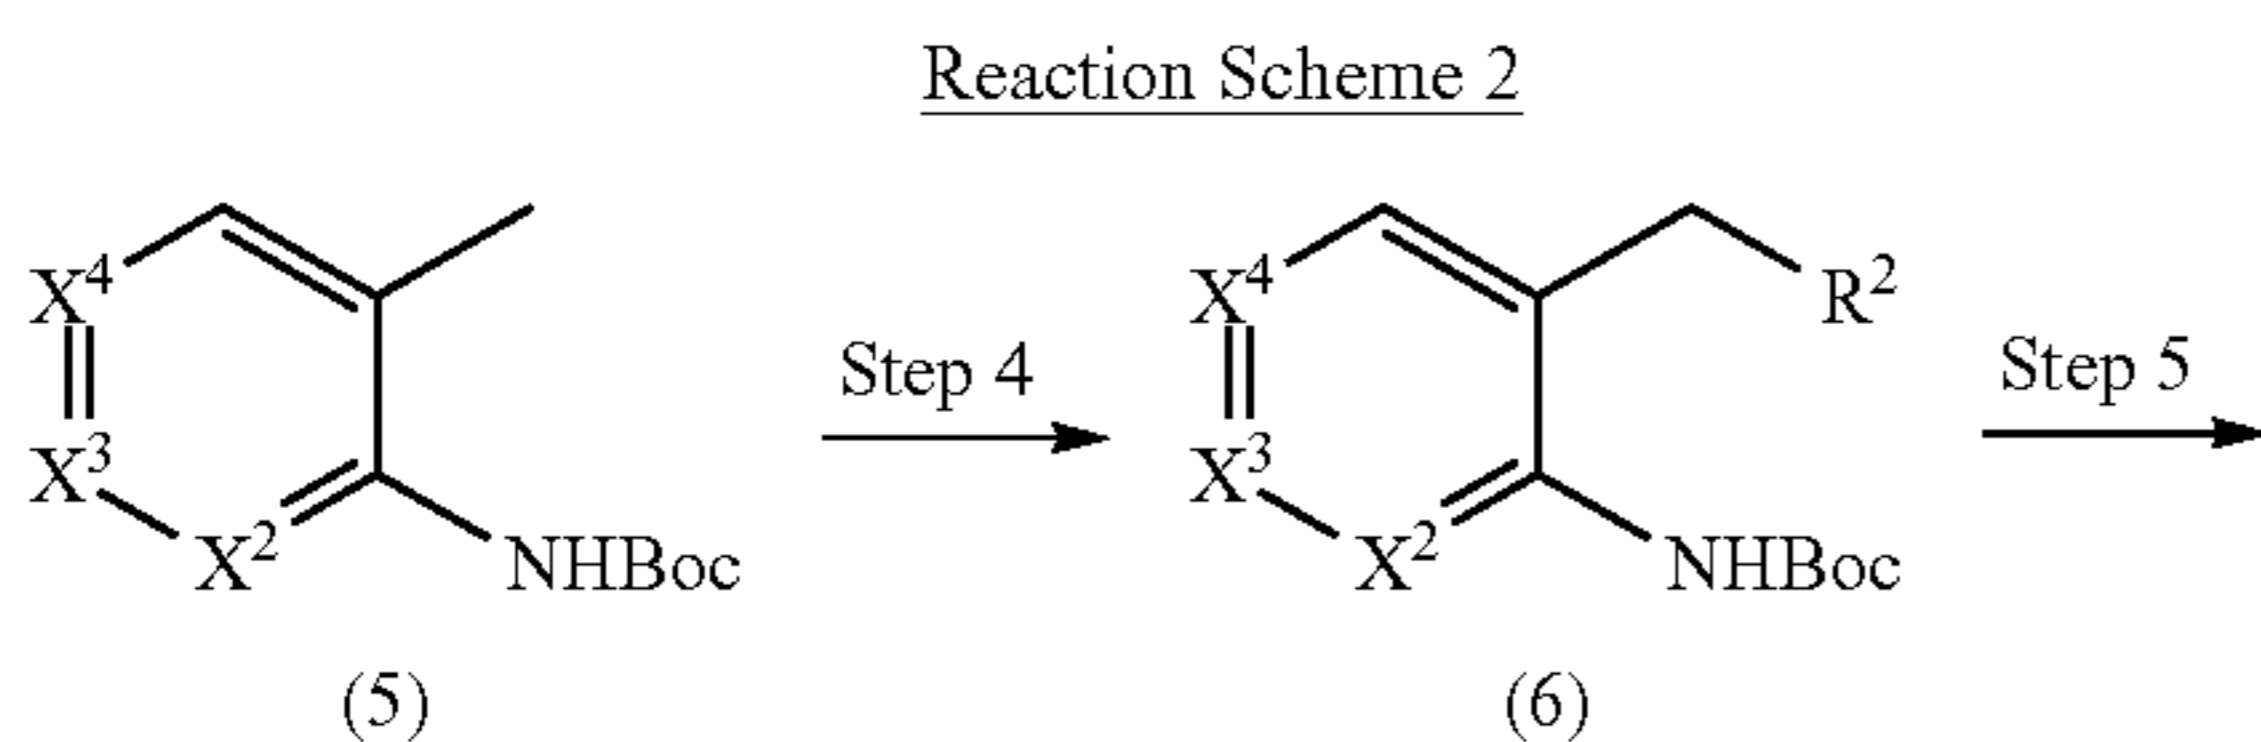 Reaction Scheme 2
X⁴
X³
X²
NHBoc
(5)
Step 4
X⁴
X³
X²
R²
NHBoc
(6)
Step 5